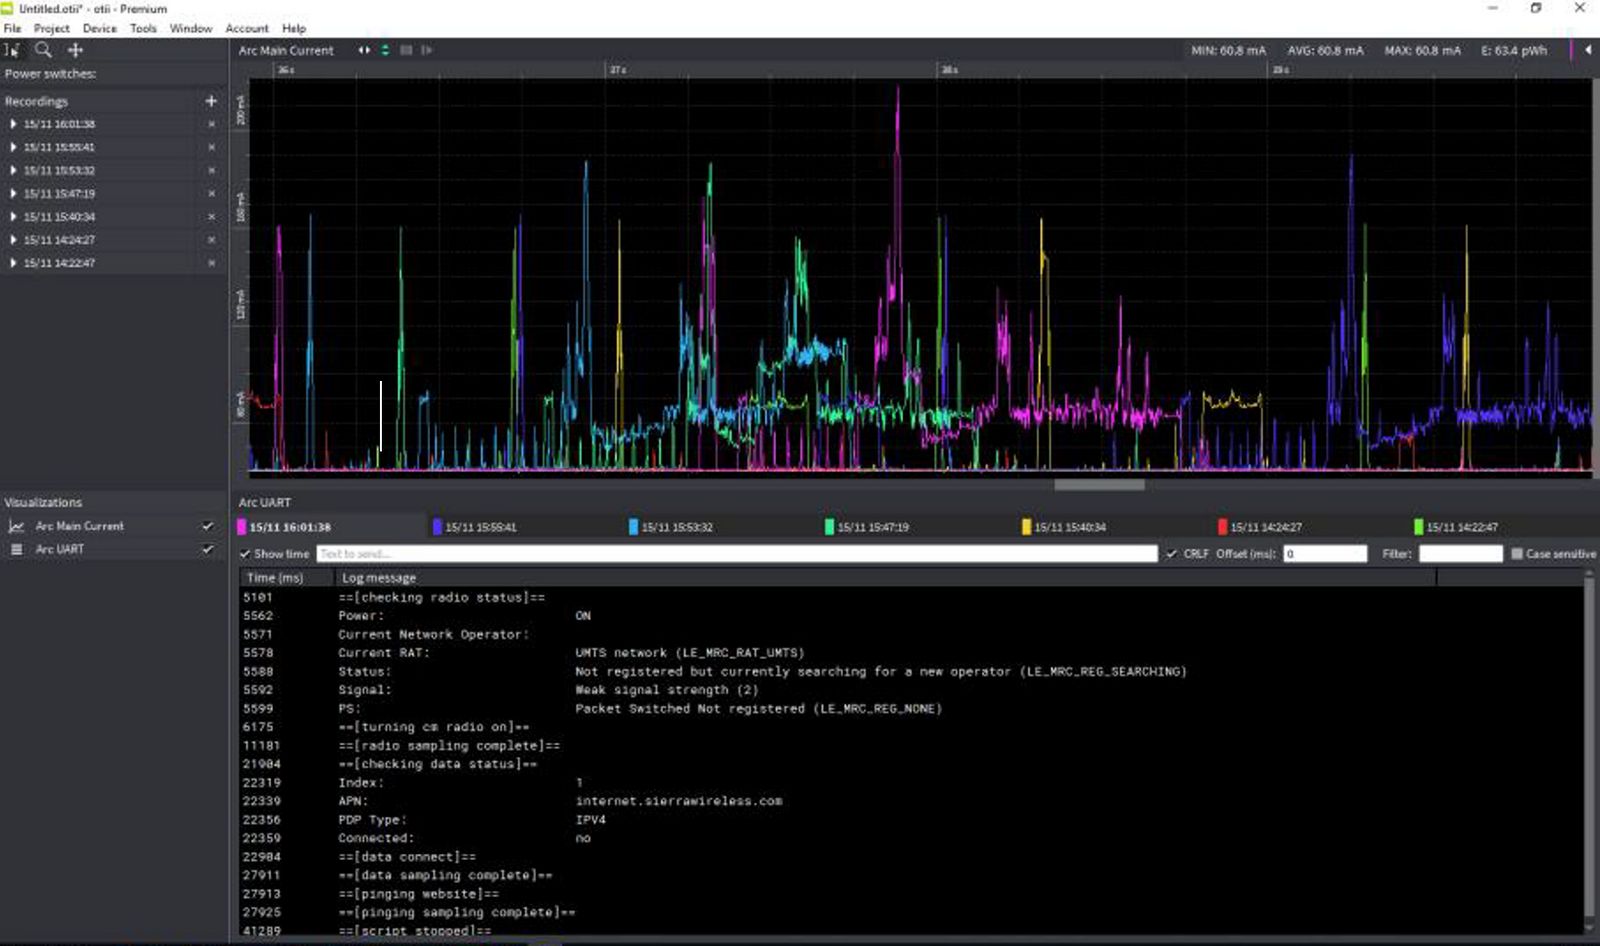 Untitled.otii* - otii - Premium
File Project Device Tools Window Account Help
Arc Main Current MIN: 60.8 mA AVG: 60.8 mA MAX: 60.8 mA E: 63.4 pWh
Power switches:
36s 37s 38s 39s
Recordings +
15/11 16:01:38 ×
15/11 15:55:41 ×
15/11 15:53:32 ×
15/11 15:47:19 ×
15/11 15:40:34 ×
15/11 14:24:27 ×
15/11 14:22:47 ×
200 mA
160 mA
120 mA
80 mA
Visualizations
Arc Main Current
Arc UART
Arc UART
15/11 16:01:38 15/11 15:55:41 15/11 15:53:32 15/11 15:47:19 15/11 15:40:34 15/11 14:24:27 15/11 14:22:47
Show time Text to send... CRLF Offset (ms): 0 Filter: Case sensitive
Time (ms) Log message
5101 ==[checking radio status]==
5562 Power: ON
5571 Current Network Operator:
5578 Current RAT: UMTS network (LE_MRC_RAT_UMTS)
5588 Status: Not registered but currently searching for a new operator (LE_MRC_REG_SEARCHING)
5592 Signal: Weak signal strength (2)
5599 PS: Packet Switched Not registered (LE_MRC_REG_NONE)
6175 ==[turning cm radio on]==
11181 ==[radio sampling complete]==
21904 ==[checking data status]==
22319 Index: 1
22339 APN: internet.sierrawireless.com
22356 PDP Type: IPV4
22359 Connected: no
22904 ==[data connect]==
27911 ==[data sampling complete]==
27913 ==[pinging website]==
27925 ==[pinging sampling complete]==
41289 ==[script stopped]==